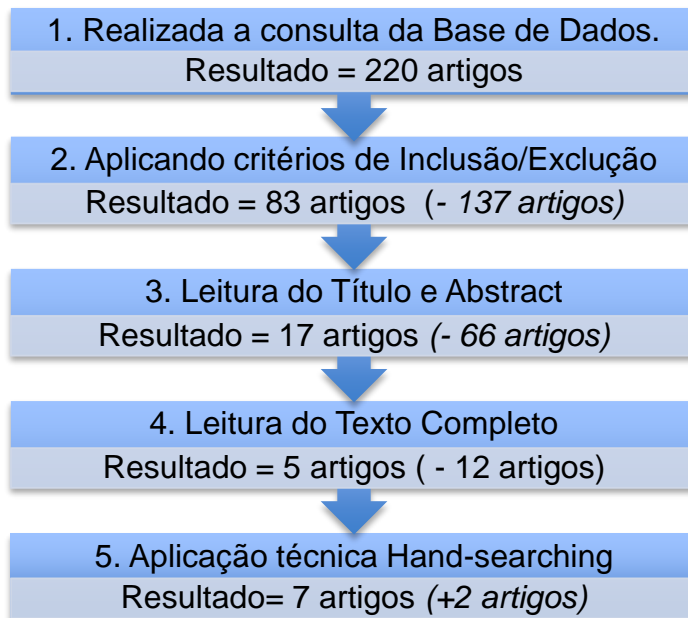 1. Realizada a consulta da Base de Dados.
Resultado = 220 artigos
2. Aplicando critérios de Inclusão/Exclução
Resultado = 83 artigos (- 137 artigos)
3. Leitura do Título e Abstract
Resultado = 17 artigos (- 66 artigos)
4. Leitura do Texto Completo
Resultado = 5 artigos ( - 12 artigos)
5. Aplicação técnica Hand-searching
Resultado= 7 artigos (+2 artigos)